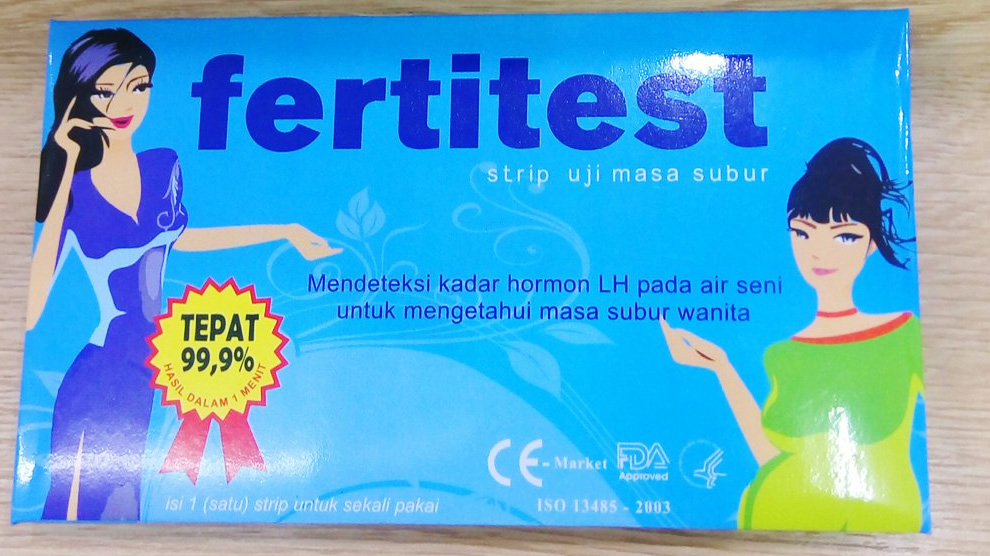 fertitest
strip uji masa subur
Mendeteksi kadar hormon LH pada air seni
untuk mengetahui masa subur wanita
TEPAT
99,9%
HASIL DALAM 1 MENIT
CE - Market
FDA
Approved
isi 1 (satu) strip untuk sekali pakai
ISO 13485 - 2003